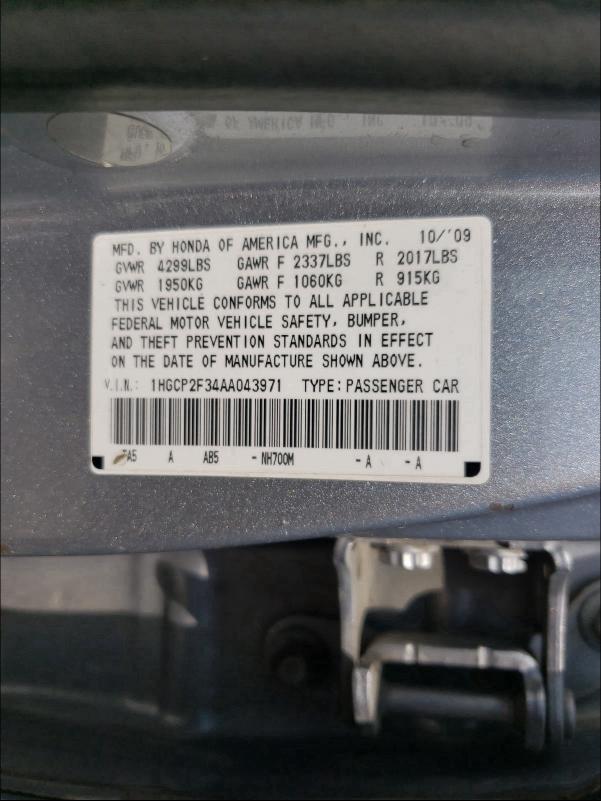 MFD. BY HONDA OF AMERICA MFG., INC. 10/'09
GVWR 4299LBS GAWR F 2337LBS R 2017LBS
GVWR 1950KG GAWR F 1060KG R 915KG
THIS VEHICLE CONFORMS TO ALL APPLICABLE
FEDERAL MOTOR VEHICLE SAFETY, BUMPER,
AND THEFT PREVENTION STANDARDS IN EFFECT
ON THE DATE OF MANUFACTURE SHOWN ABOVE.
V.I.N.: 1HGCP2F34AA043971 TYPE: PASSENGER CAR
TA5 A AB5 - NH700M - A - A